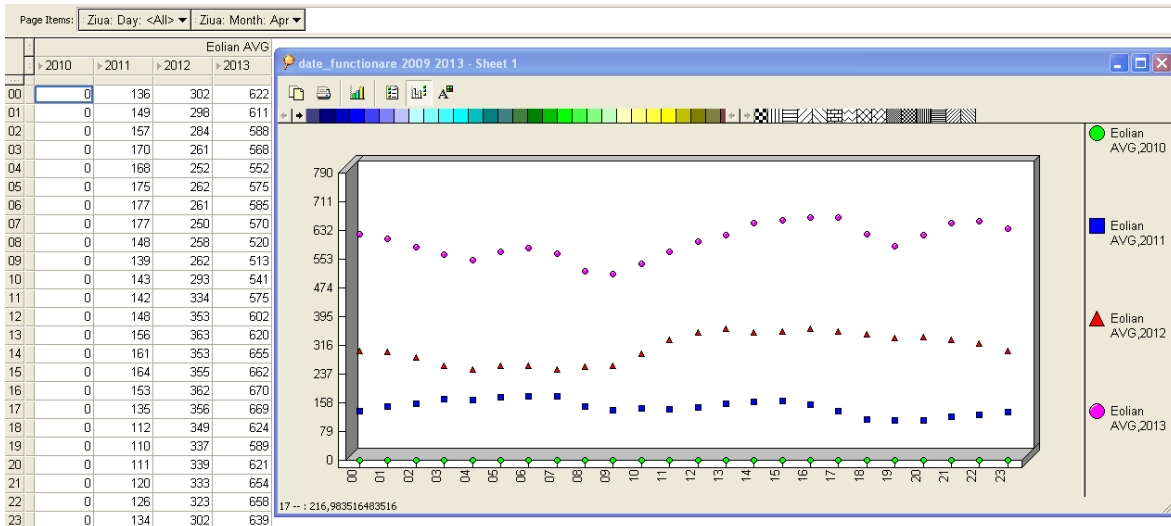 Page Items: Ziua: Day: <All> Ziua: Month: Apr
Eolian AVG
2010 2011 2012 2013
00 0 136 302 622
01 0 149 298 611
02 0 157 284 588
03 0 170 261 568
04 0 168 252 552
05 0 175 262 575
06 0 177 261 585
07 0 177 250 570
08 0 148 258 520
09 0 139 262 513
10 0 143 293 541
11 0 142 334 575
12 0 148 353 602
13 0 156 363 620
14 0 161 353 655
15 0 164 355 662
16 0 153 362 670
17 0 135 356 669
18 0 112 349 624
19 0 110 337 589
20 0 111 339 621
21 0 120 333 654
22 0 126 323 658
23 0 134 302 639
date_functionare 2009 2013 - Sheet 1
A
790
711
632
553
474
395
316
237
158
79
0
00 01 02 03 04 05 06 07 08 09 10 11 12 13 14 15 16 17 18 19 20 21 22 23
Eolian
AVG,2010
Eolian
AVG,2011
Eolian
AVG,2012
Eolian
AVG,2013
17 -- : 216,983516483516